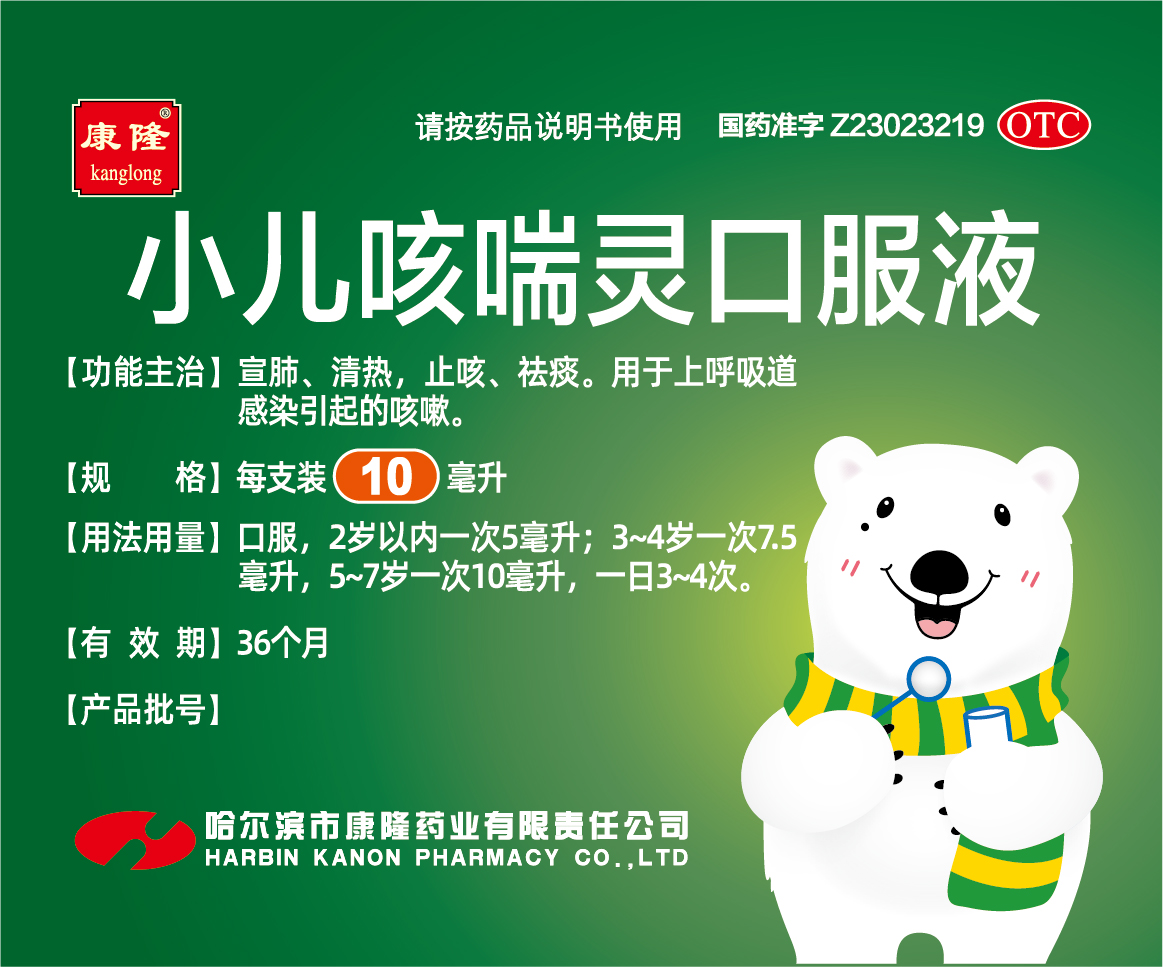 康隆®
kanglong
请按药品说明书使用 国药准字 Z23023219 OTC
小儿咳喘灵口服液
【功能主治】宣肺、清热，止咳、祛痰。用于上呼吸道
感染引起的咳嗽。
【规 格】每支装 10 毫升
【用法用量】口服，2岁以内一次5毫升；3~4岁一次7.5
毫升，5~7岁一次10毫升，一日3~4次。
【有 效 期】36个月
【产品批号】
哈尔滨市康隆药业有限责任公司
HARBIN KANON PHARMACY CO.,LTD